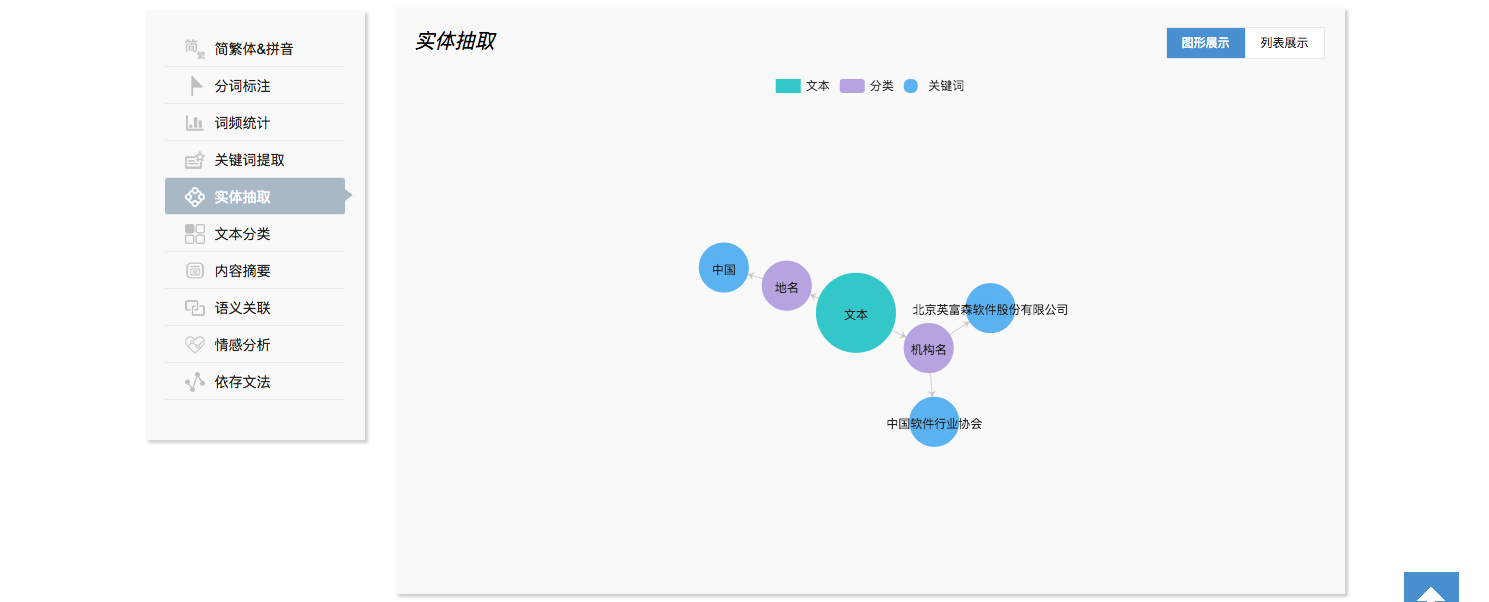 简繁体&拼音
分词标注
词频统计
关键词提取
实体抽取
文本分类
内容摘要
语义关联
情感分析
依存文法
实体抽取
图形展示 列表展示
文本 分类 关键词
中国
地名
文本
北京英富森软件股份有限公司
机构名
中国软件行业协会